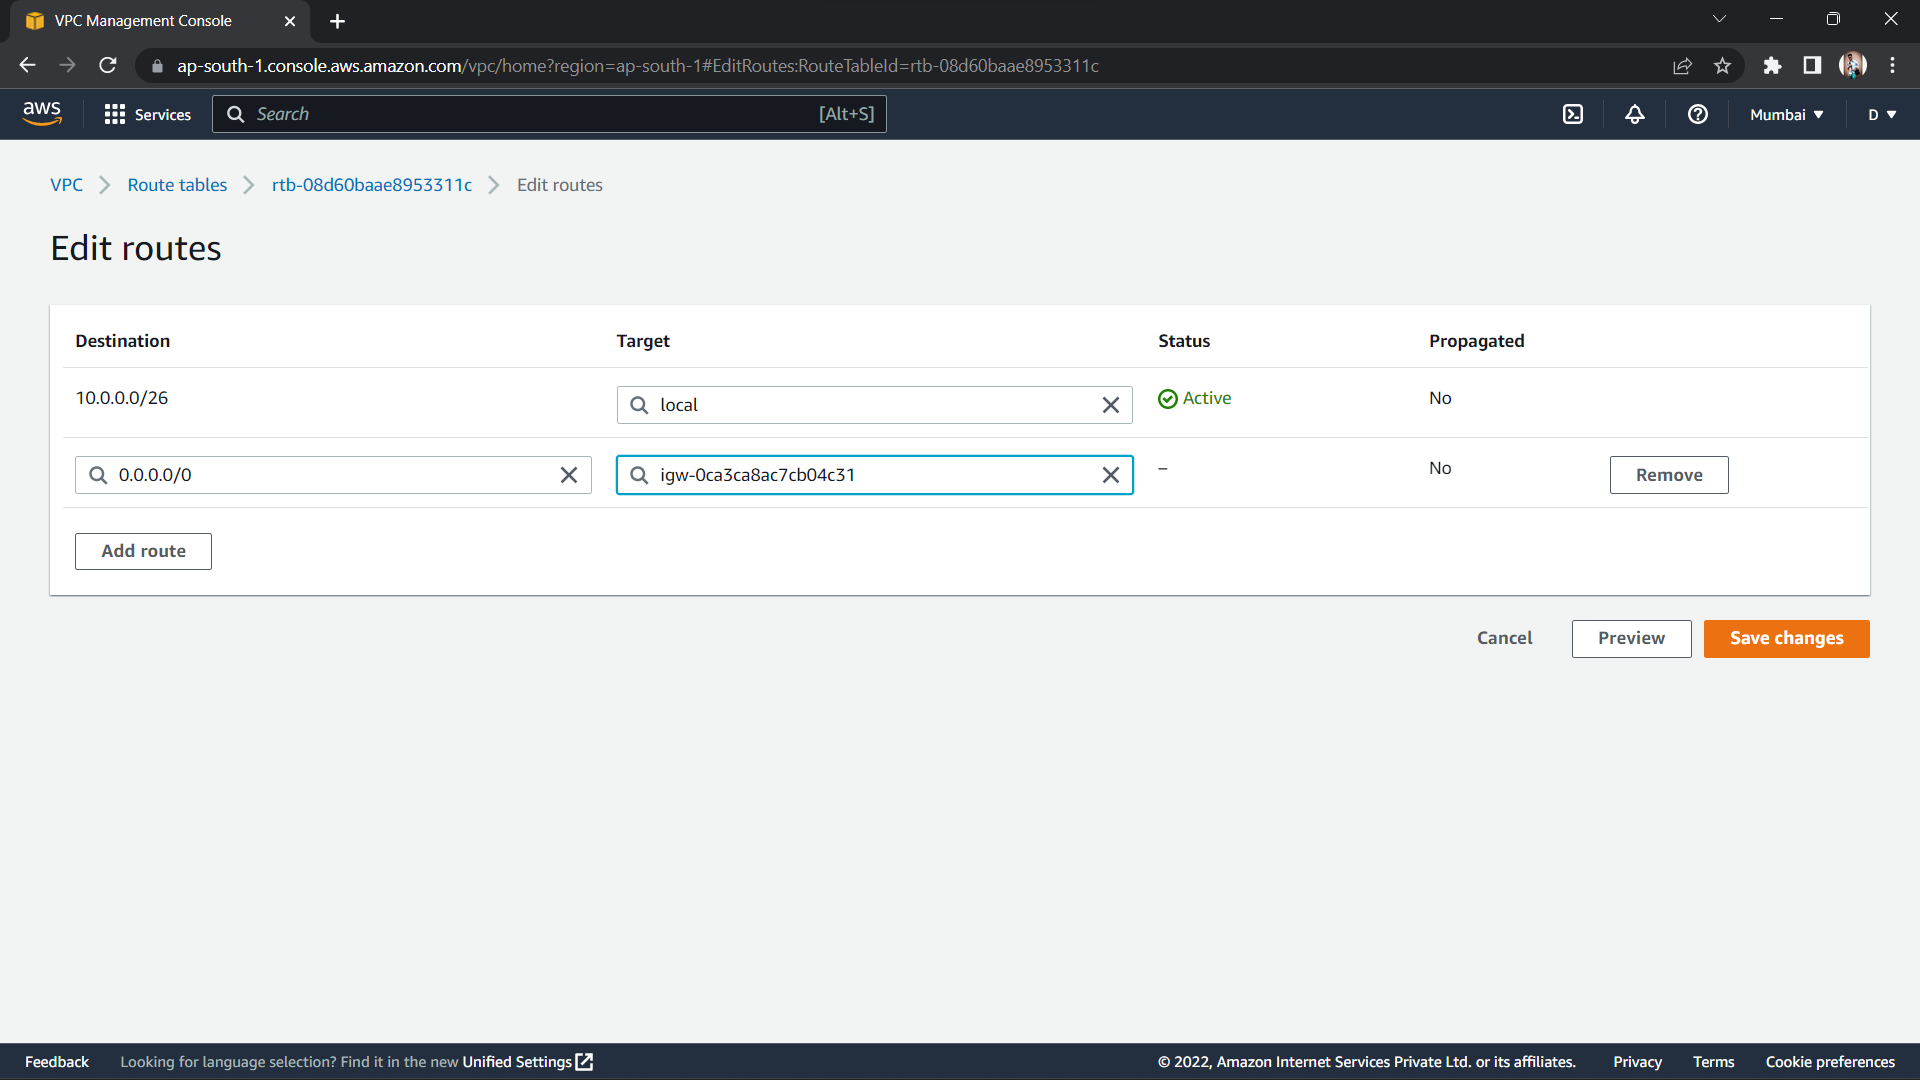 VPC Management Console
ap-south-1.console.aws.amazon.com/vpc/home?region=ap-south-1#EditRoutes:RouteTableId=rtb-08d60baae8953311c
aws Services Search [Alt+S] Mumbai D
VPC Route tables rtb-08d60baae8953311c Edit routes
Edit routes
Destination Target Status Propagated
10.0.0.0/26 local Active No
0.0.0.0/0 igw-0ca3ca8ac7cb04c31 – No Remove
Add route
Cancel Preview Save changes
Feedback Looking for language selection? Find it in the new Unified Settings © 2022, Amazon Internet Services Private Ltd. or its affiliates. Privacy Terms Cookie preferences